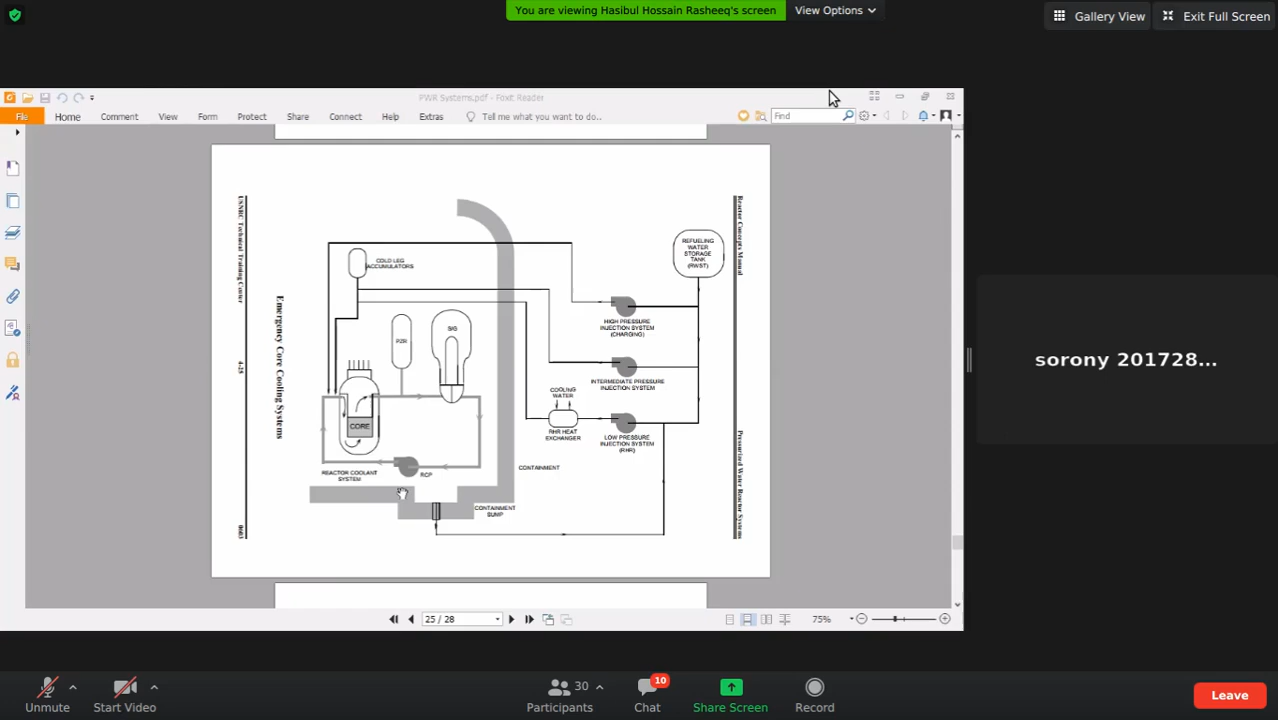 You are viewing Hasibul Hossain Rasheeq's screen
View Options
Gallery View
Exit Full Screen
PWR Systems.pdf - Foxit Reader
File
Home
Comment
View
Form
Protect
Share
Connect
Help
Extras
Tell me what you want to do..
Find
USNRC Technical Training Center
4-25
0603
Emergency Core Cooling Systems
Reactor Concepts Manual
Pressurized Water Reactor Systems
COLD LEG
ACCUMULATORS
REFUELING
WATER
STORAGE
TANK
(RWST)
HIGH PRESSURE
INJECTION SYSTEM
(CHARGING)
PZR
S/G
INTERMEDIATE PRESSURE
INJECTION SYSTEM
COOLING
WATER
RHR HEAT
EXCHANGER
LOW PRESSURE
INJECTION SYSTEM
(RHR)
CORE
REACTOR COOLANT
SYSTEM
RCP
CONTAINMENT
CONTAINMENT
SUMP
25 / 28
75%
sorony 201728...
Unmute
Start Video
30
Participants
10
Chat
Share Screen
Record
Leave